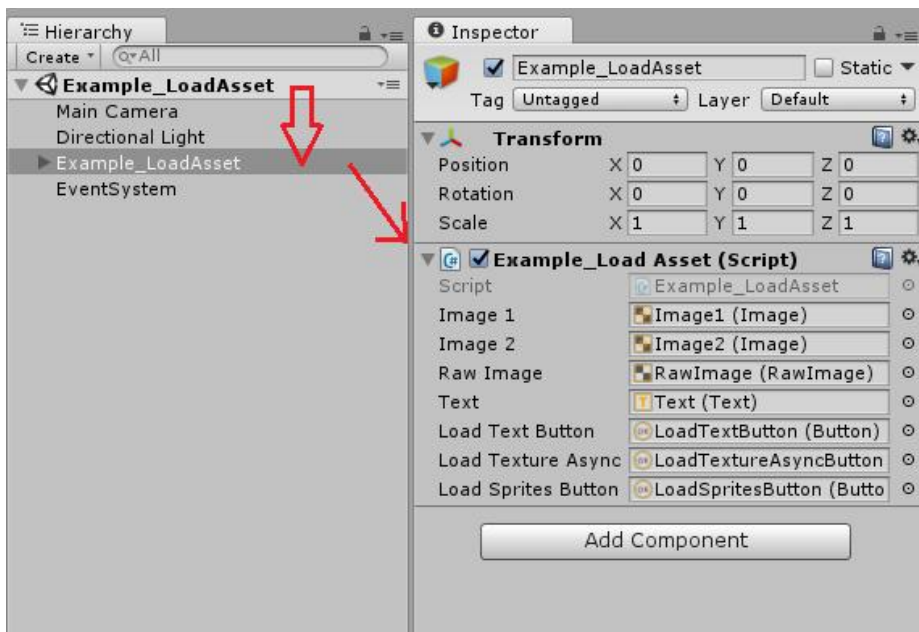 Hierarchy
Create
All
Example_LoadAsset
Main Camera
Directional Light
Example_LoadAsset
EventSystem
Inspector
Example_LoadAsset Static
Tag Untagged Layer Default
Transform
Position X 0 Y 0 Z 0
Rotation X 0 Y 0 Z 0
Scale X 1 Y 1 Z 1
Example_Load Asset (Script)
Script Example_LoadAsset
Image 1 Image1 (Image)
Image 2 Image2 (Image)
Raw Image RawImage (RawImage)
Text Text (Text)
Load Text Button LoadTextButton (Button)
Load Texture Async LoadTextureAsyncButton
Load Sprites Button LoadSpritesButton (Butto
Add Component